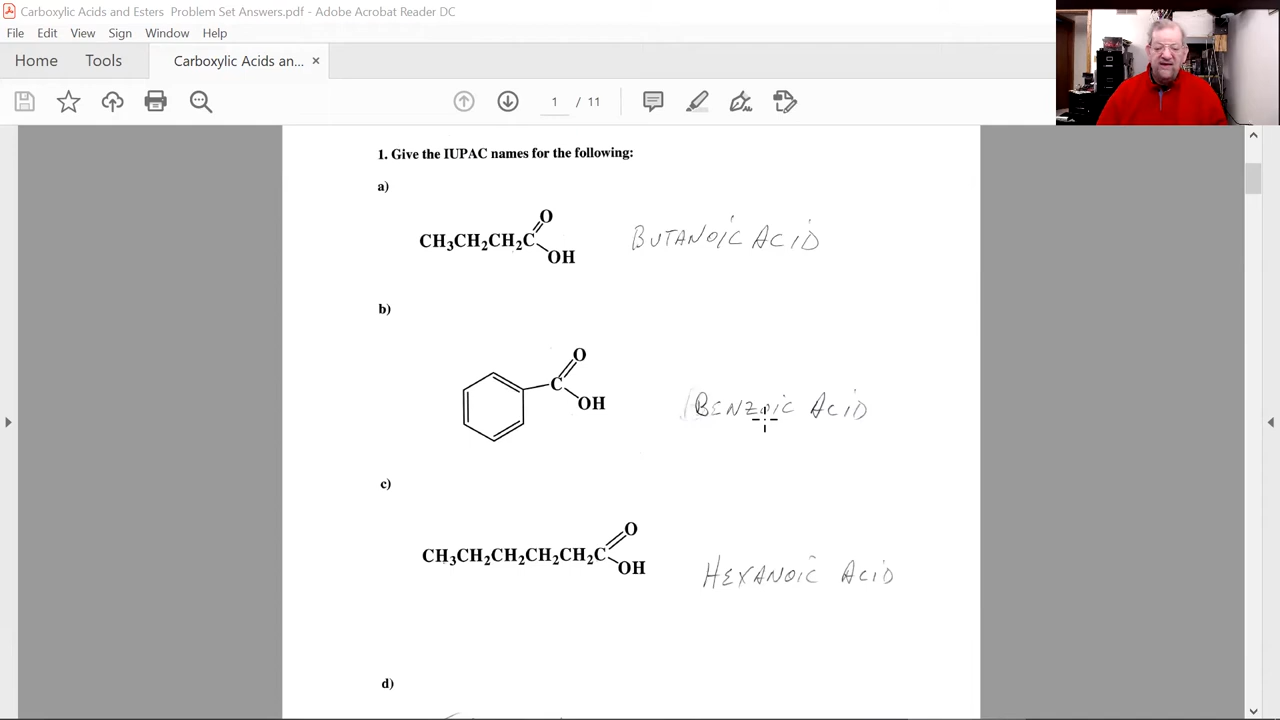 Carboxylic Acids and Esters Problem Set Answers.pdf - Adobe Acrobat Reader DC
File Edit View Sign Window Help
Home Tools Carboxylic Acids an... ×
1 / 11
1. Give the IUPAC names for the following:
a)
O
CH₃CH₂CH₂C
OH
BUTANOIC ACID
b)
O
C
OH
BENZOIC ACID
c)
O
CH₃CH₂CH₂CH₂CH₂C
OH
HEXANOIC ACID
d)